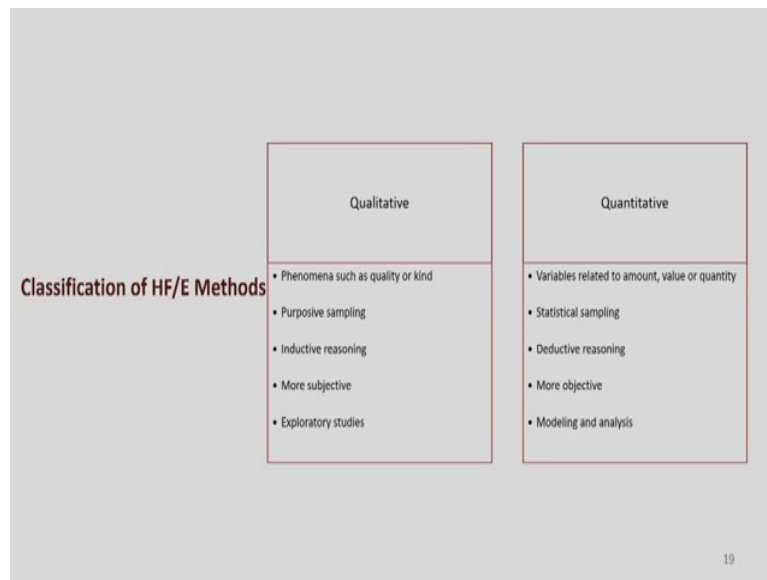 Classification of HF/E Methods
Qualitative
• Phenomena such as quality or kind
• Purposive sampling
• Inductive reasoning
• More subjective
• Exploratory studies
Quantitative
• Variables related to amount, value or quantity
• Statistical sampling
• Deductive reasoning
• More objective
• Modeling and analysis
19